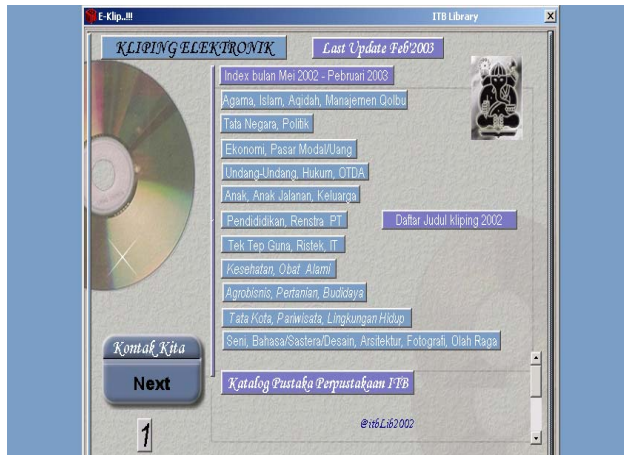 E-Klip..!!!
ITB Library
KLIPING ELEKTRONIK
Last Update Feb'2003
Index bulan Mei 2002 - Pebruari 2003
Agama, Islam, Aqidah, Manajemen Qolbu
Tata Negara, Politik
Ekonomi, Pasar Modal/Uang
Undang-Undang, Hukum, OTDA
Anak, Anak Jalanan, Keluarga
Pendididikan, Renstra PT
Daftar Judul kliping 2002
Tek Tep Guna, Ristek, IT
Kesehatan, Obat Alami
Agrobisnis, Pertanian, Budidaya
Tata Kota, Pariwisata, Lingkungan Hidup
Seni, Bahasa/Sastera/Desain, Arsitektur, Fotografi, Olah Raga
Kontak Kita
Next
Katalog Pustaka Perpustakaan ITB
1
@itbLib2002